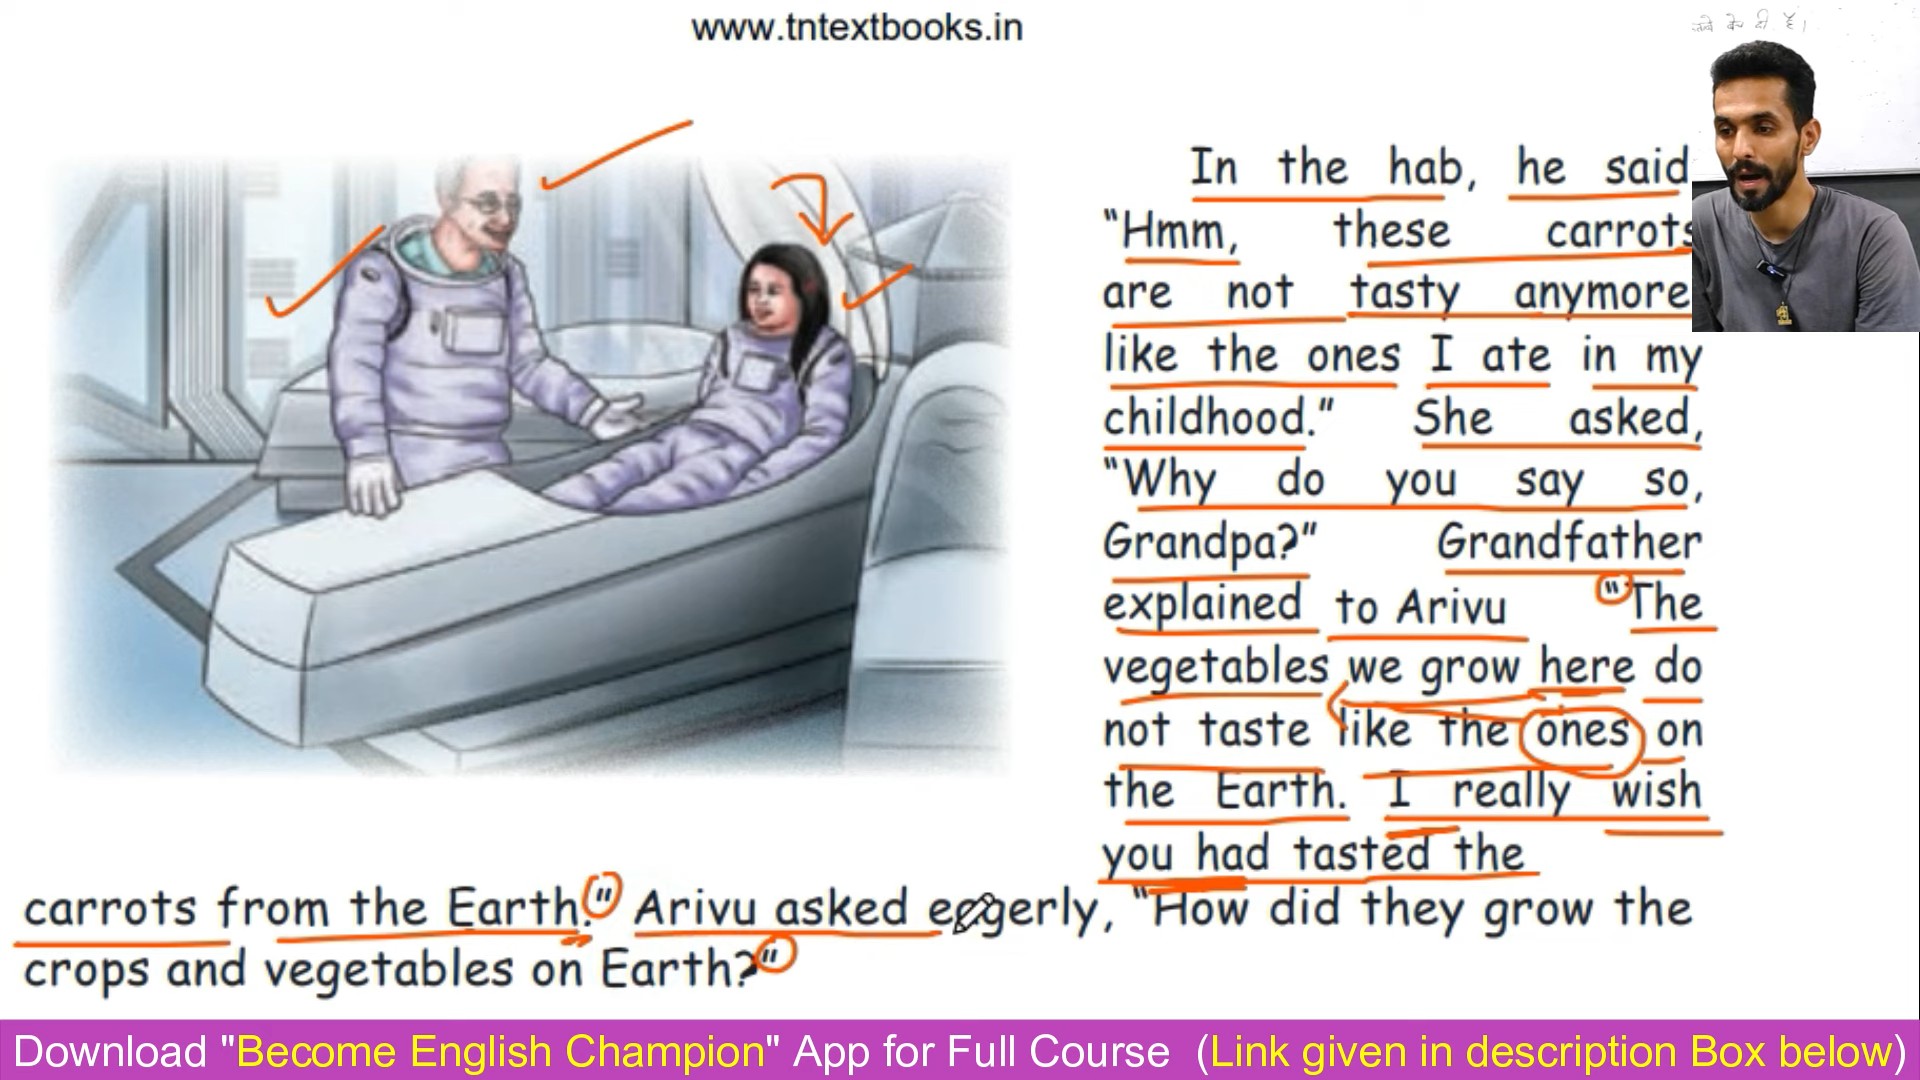 www.tntextbooks.in
In the hab, he said
“Hmm, these carrots
are not tasty anymore
like the ones I ate in my
childhood.” She asked,
“Why do you say so,
Grandpa?” Grandfather
explained to Arivu “The
vegetables we grow here do
not taste like the ones on
the Earth. I really wish
you had tasted the
carrots from the Earth.” Arivu asked eagerly, “How did they grow the
crops and vegetables on Earth?”
Download "Become English Champion" App for Full Course (Link given in description Box below)